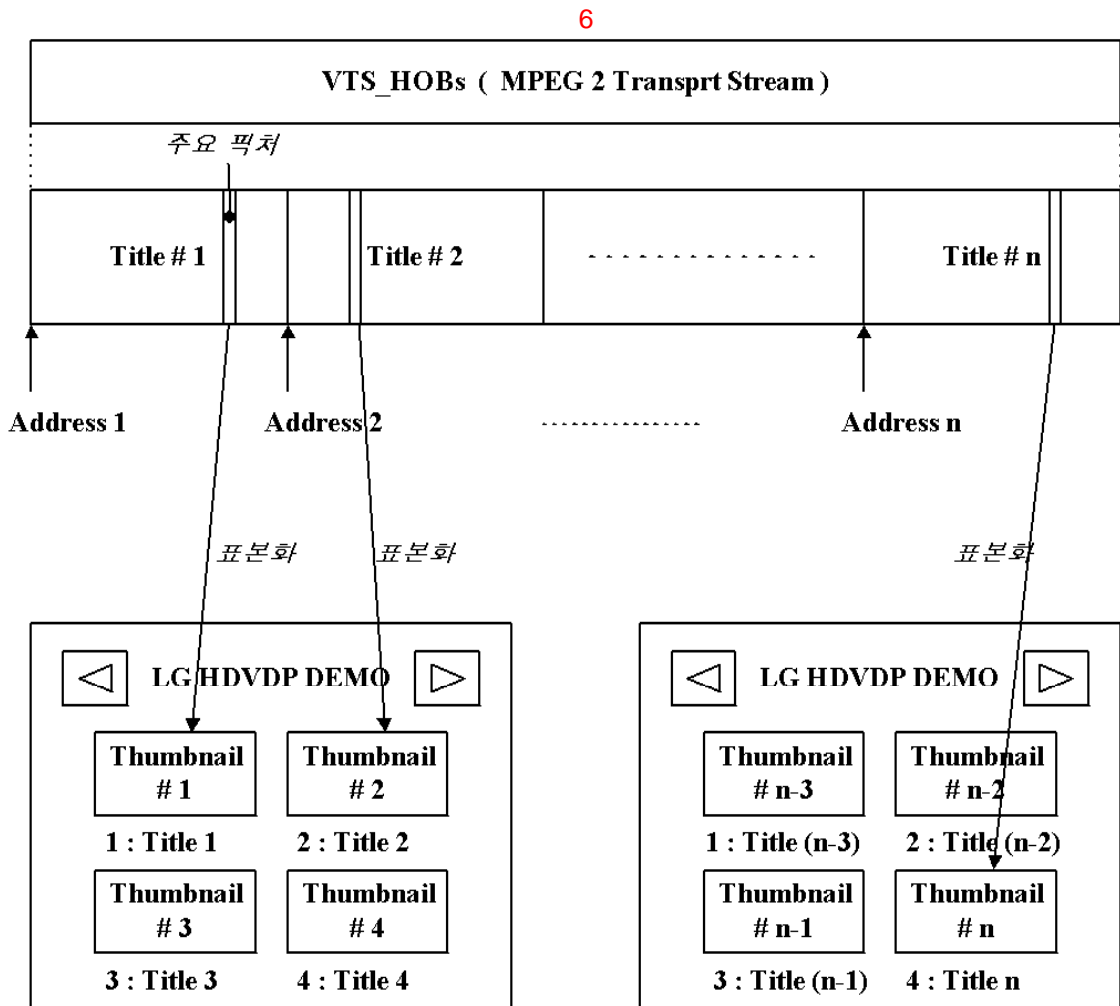 6
VTS_HOBs ( MPEG 2 Transprt Stream )
주요 픽처
Title # 1
Title # 2
Title # n
Address 1
Address 2
Address n
표본화
표본화
표본화
LG HDVDP DEMO
Thumbnail # 1
Thumbnail # 2
1 : Title 1
2 : Title 2
Thumbnail # 3
Thumbnail # 4
3 : Title 3
4 : Title 4
LG HDVDP DEMO
Thumbnail # n-3
Thumbnail # n-2
1 : Title (n-3)
2 : Title (n-2)
Thumbnail # n-1
Thumbnail # n
3 : Title (n-1)
4 : Title n